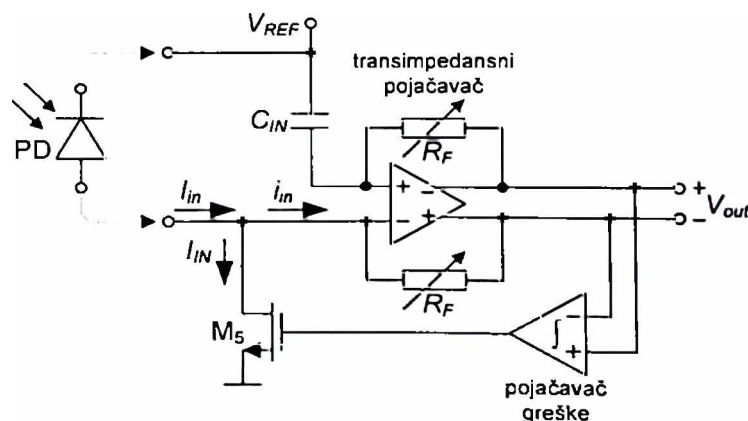 V_REF
transimpedansni
pojačavač
C_IN
R_F
PD
+ −
− +
+
−
V_out
I_in
i_in
I_IN
R_F
M_5
−
∫
+
pojačavač
greške